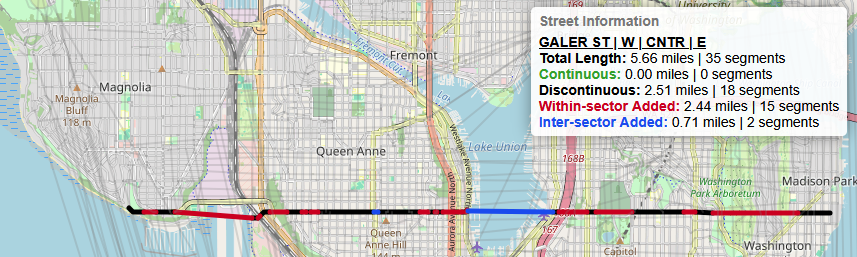 Street Information
GALER ST | W | CNTR | E
Total Length: 5.66 miles | 35 segments
Continuous: 0.00 miles | 0 segments
Discontinuous: 2.51 miles | 18 segments
Within-sector Added: 2.44 miles | 15 segments
Inter-sector Added: 0.71 miles | 2 segments
University
Washington
Fremont
Fremont Cut
Magnolia
Magnolia
Bluff
118 m
Queen Anne
Lake Union
Westlake Avenue North
Aurora Avenue North
168B
Washington
Park Arboretum
Madison Park
Queen
Anne Hill
144 m
167
Capitol
Washington